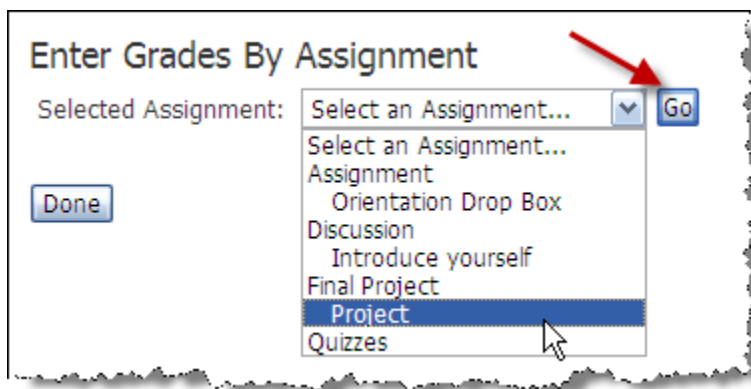 Enter Grades By Assignment
Selected Assignment: Select an Assignment... Go
Select an Assignment...
Assignment
Orientation Drop Box
Done
Discussion
Introduce yourself
Final Project
Project
Quizzes